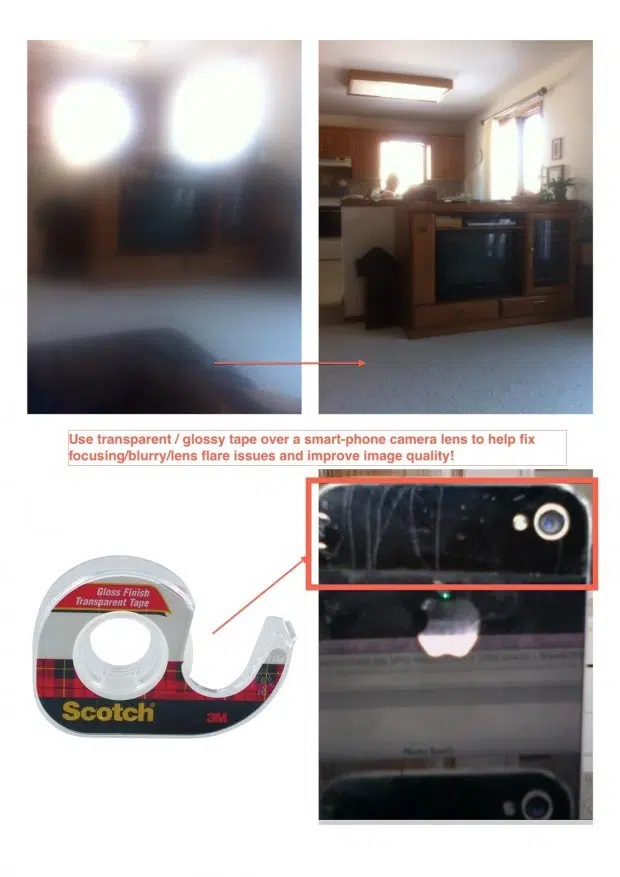 Use transparent / glossy tape over a smart-phone camera lens to help fix
focusing/blurry/lens flare issues and improve image quality!
Gloss Finish
Transparent Tape
Scotch
3M